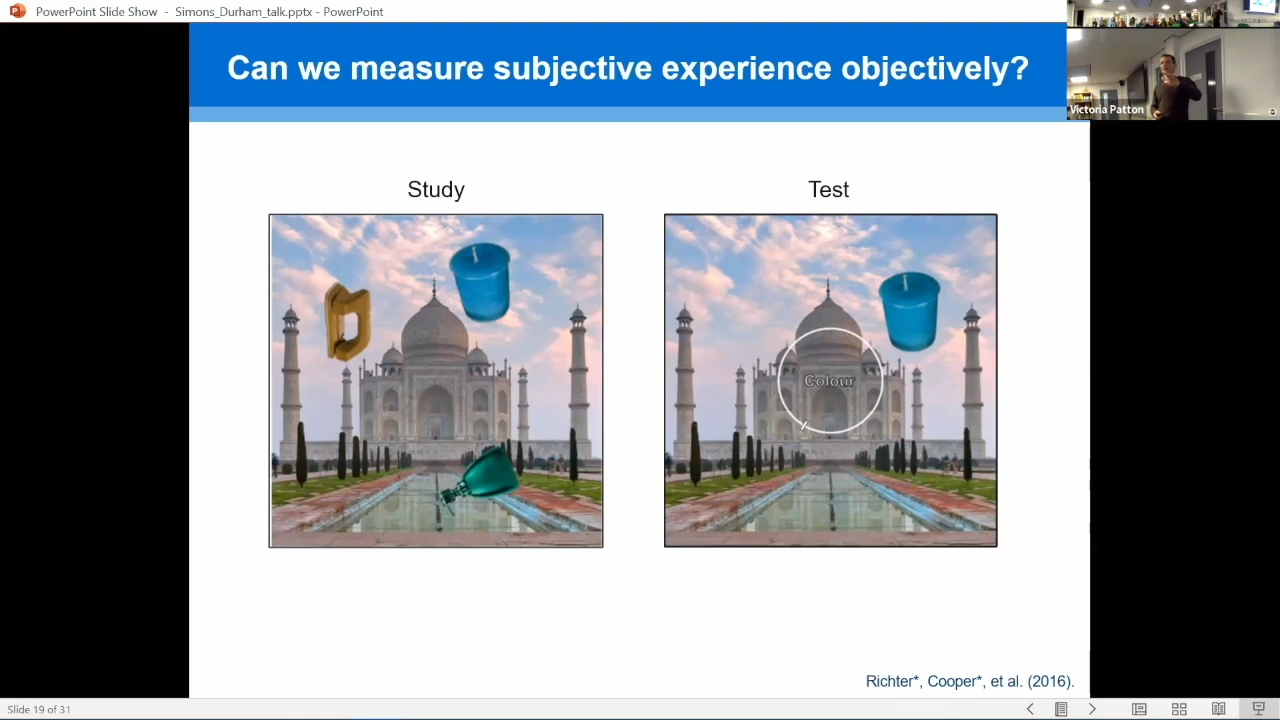 PowerPoint Slide Show - Simons_Durham_talk.pptx - PowerPoint
Can we measure subjective experience objectively?
Victoria Patton
Study
Test
Colour
Richter*, Cooper*, et al. (2016).
Slide 19 of 31